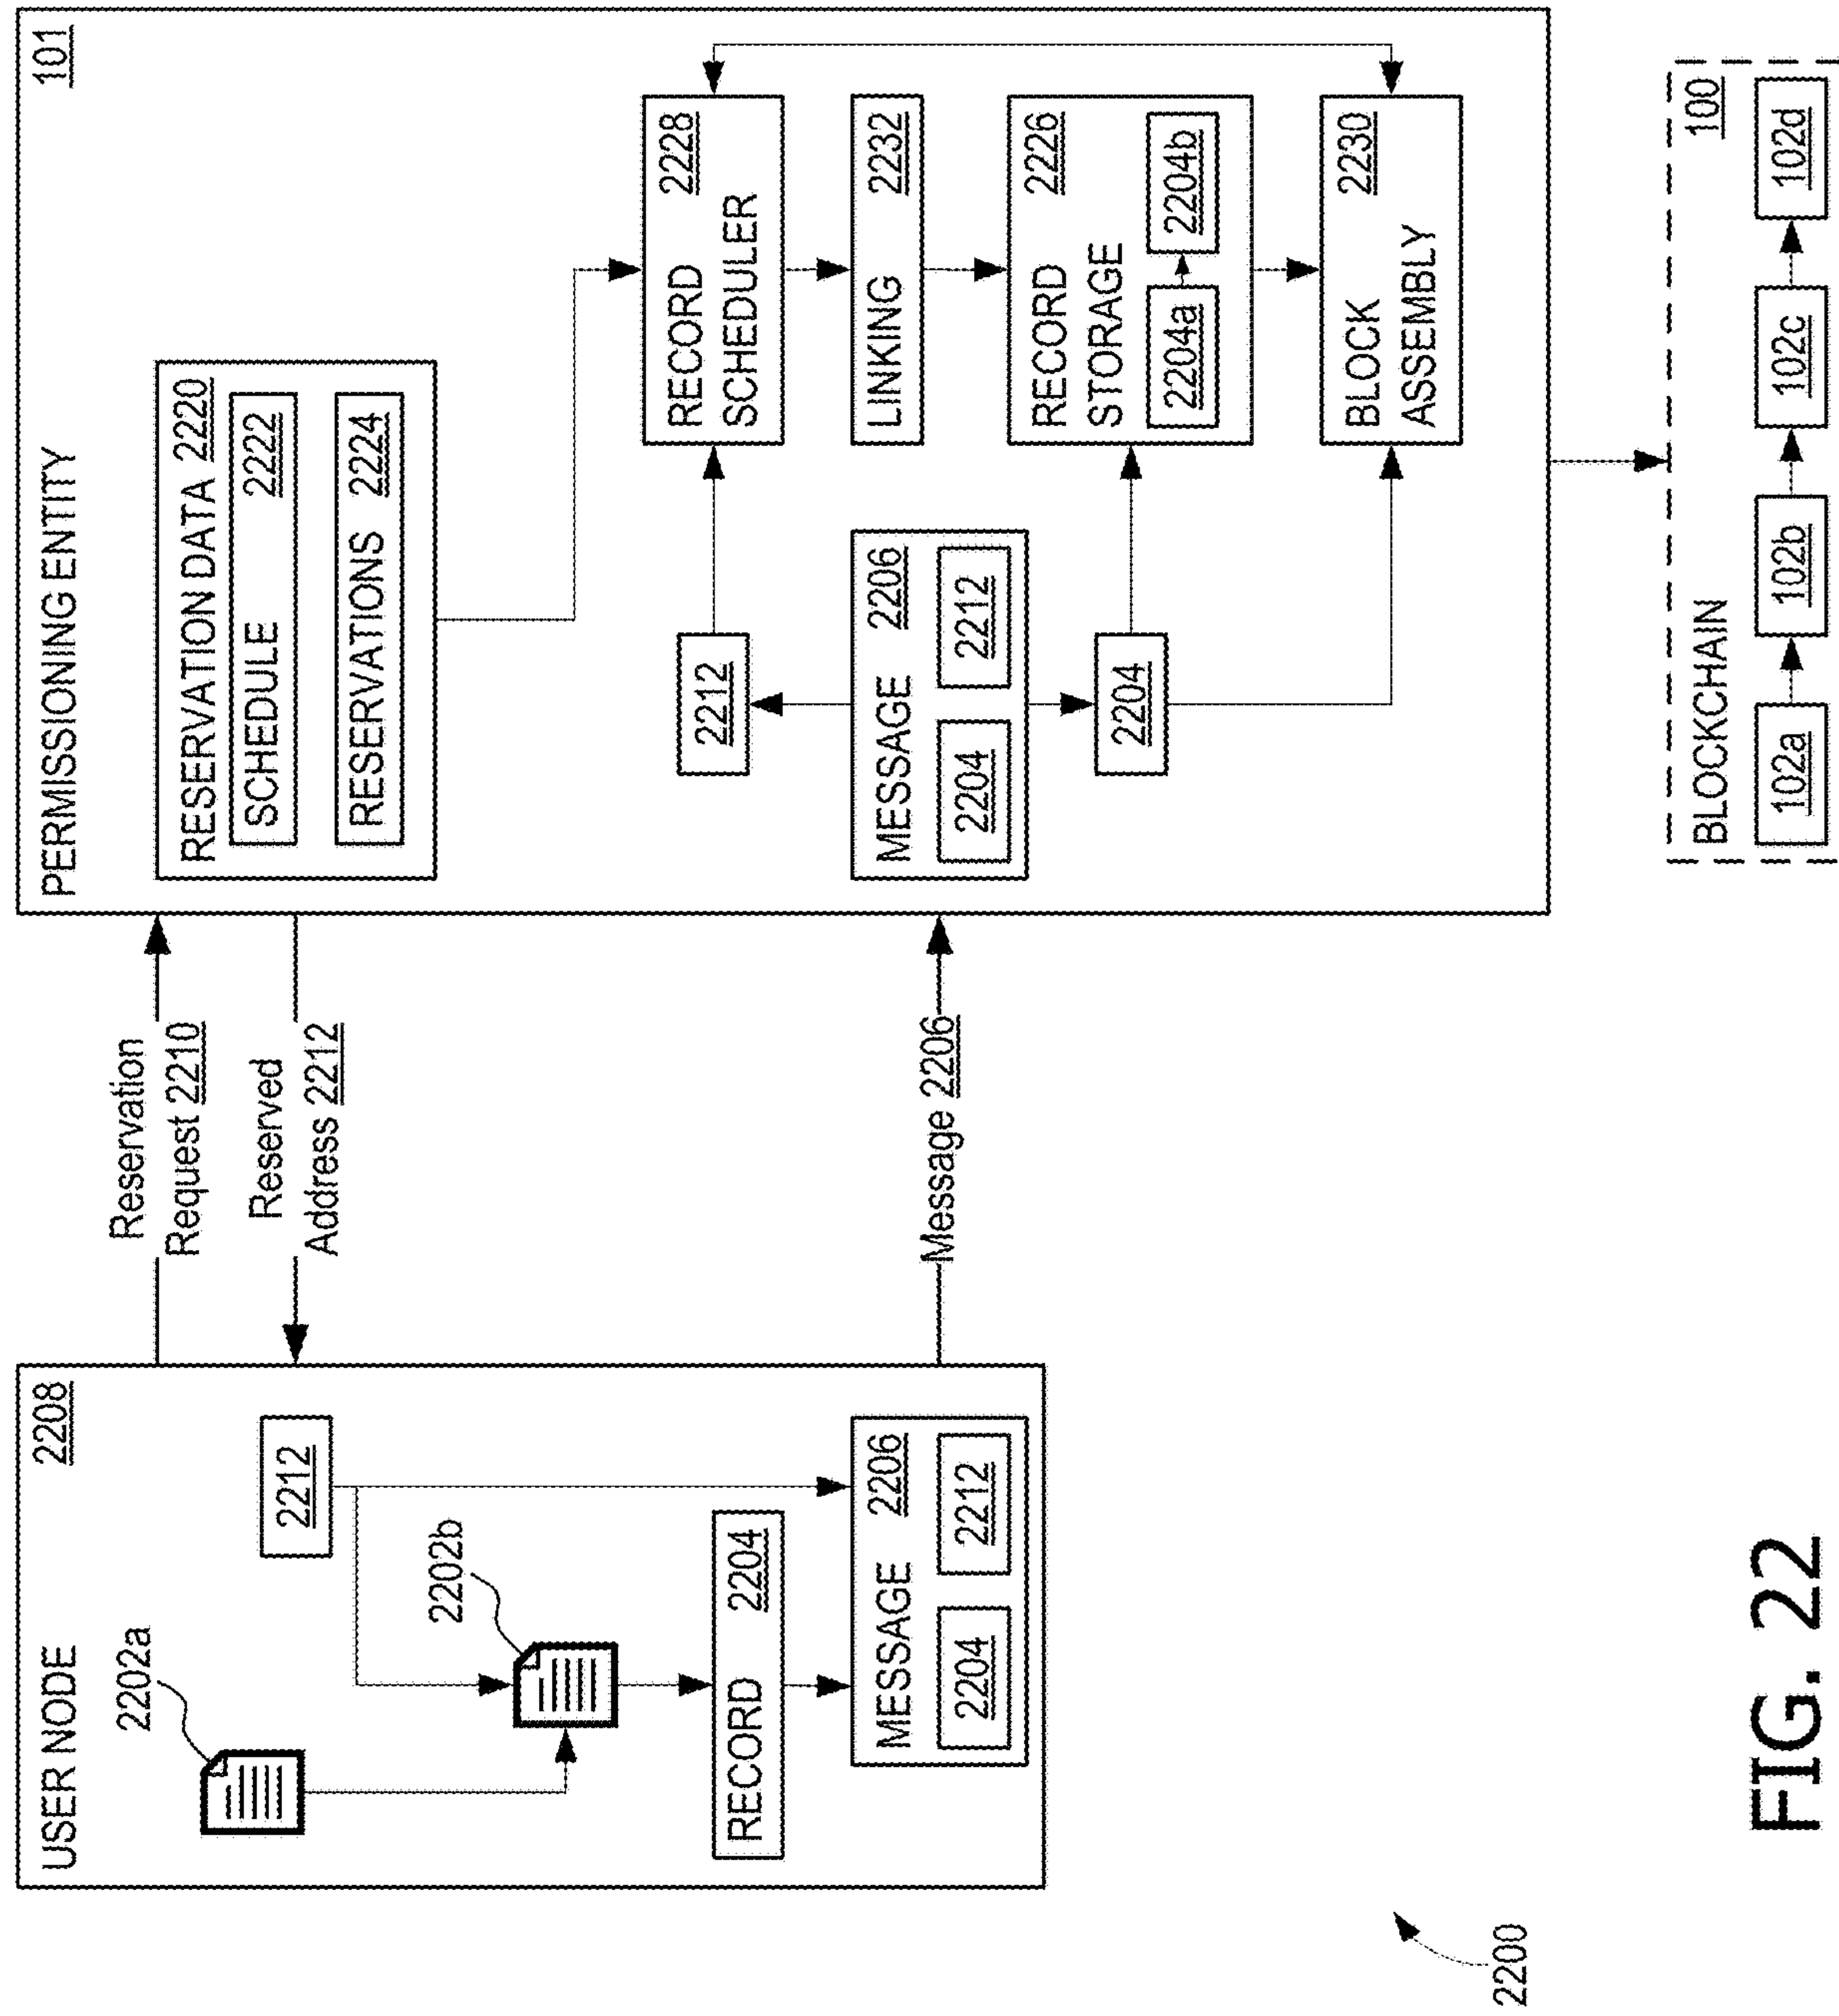 USER NODE 2208
2202a
2212
2202b
RECORD 2204
MESSAGE 2206
2204 2212
Reservation
Request 2210
Reserved
Address 2212
Message 2206
PERMISSIONING ENTITY 101
RESERVATION DATA 2220
SCHEDULE 2222
RESERVATIONS 2224
2212
RECORD 2228
SCHEDULER
LINKING 2232
MESSAGE 2206
2204 2212
2204
RECORD 2226
STORAGE
2204a 2204b
BLOCK 2230
ASSEMBLY
BLOCKCHAIN 100
102a 102b 102c 102d
2200
FIG. 22